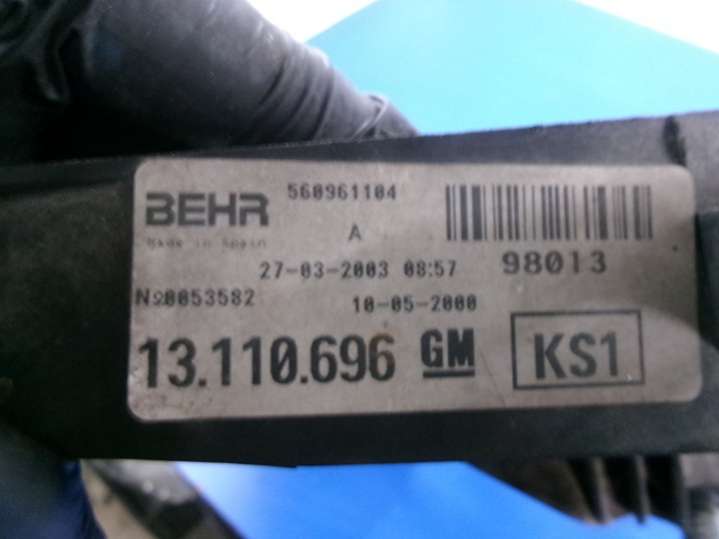 BEHR 560961104
Made in Spain A
27-03-2003 08:57 98013
№0053582 10-05-2000
13.110.696 GM KS1